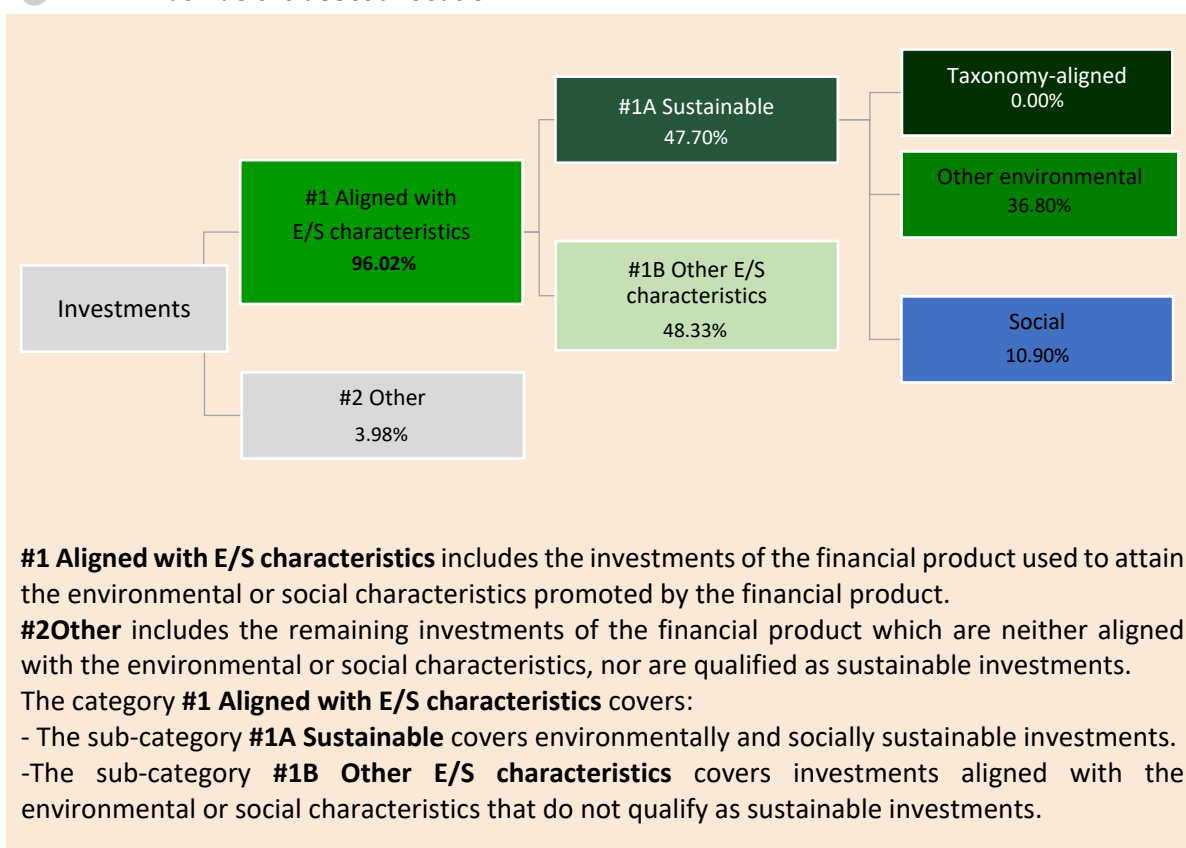 Taxonomy-aligned
0.00%
#1A Sustainable
47.70%
Other environmental
36.80%
#1 Aligned with
E/S characteristics
96.02%
#1B Other E/S
characteristics
48.33%
Investments
Social
10.90%
#2 Other
3.98%
#1 Aligned with E/S characteristics includes the investments of the financial product used to attain
the environmental or social characteristics promoted by the financial product.
#2Other includes the remaining investments of the financial product which are neither aligned
with the environmental or social characteristics, nor are qualified as sustainable investments.
The category #1 Aligned with E/S characteristics covers:
- The sub-category #1A Sustainable covers environmentally and socially sustainable investments.
-The sub-category #1B Other E/S characteristics covers investments aligned with the
environmental or social characteristics that do not qualify as sustainable investments.